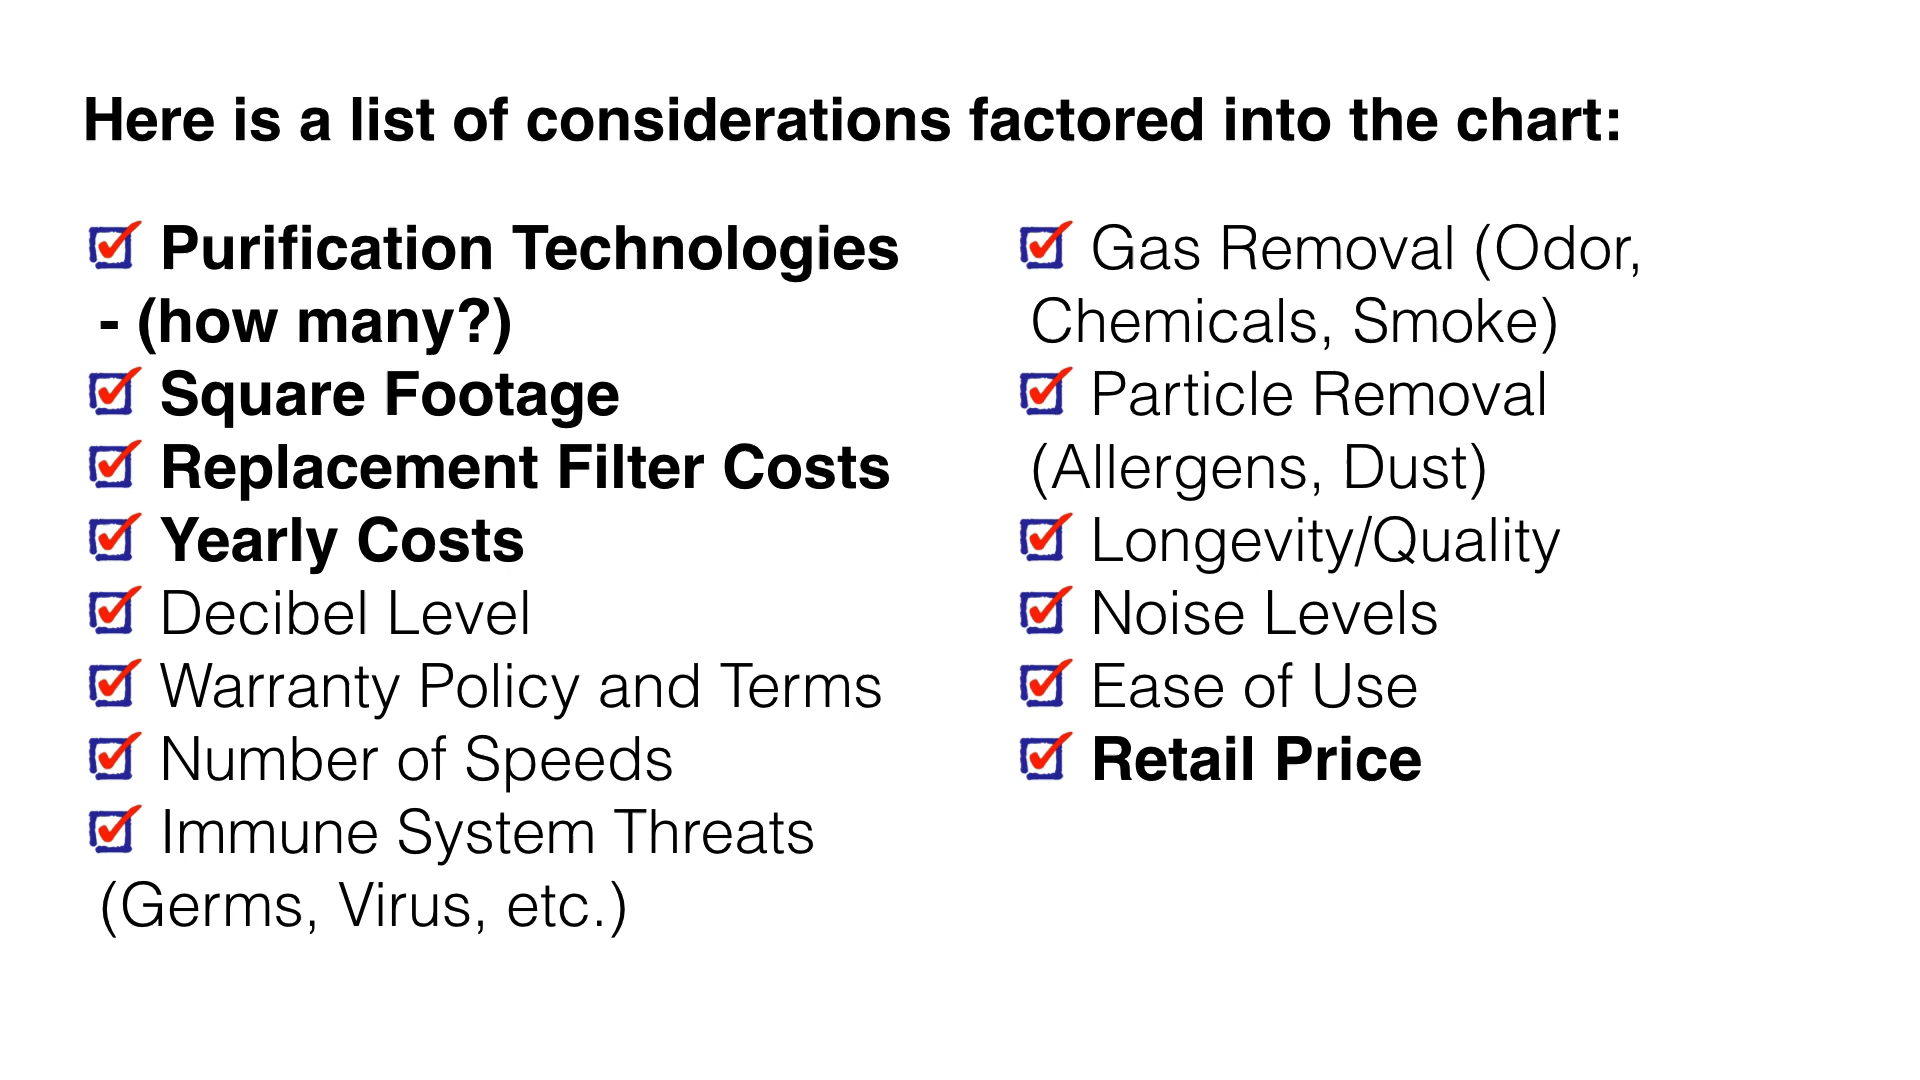 Here is a list of considerations factored into the chart:
Purification Technologies
- (how many?)
Square Footage
Replacement Filter Costs
Yearly Costs
Decibel Level
Warranty Policy and Terms
Number of Speeds
Immune System Threats
(Germs, Virus, etc.)
Gas Removal (Odor,
Chemicals, Smoke)
Particle Removal
(Allergens, Dust)
Longevity/Quality
Noise Levels
Ease of Use
Retail Price